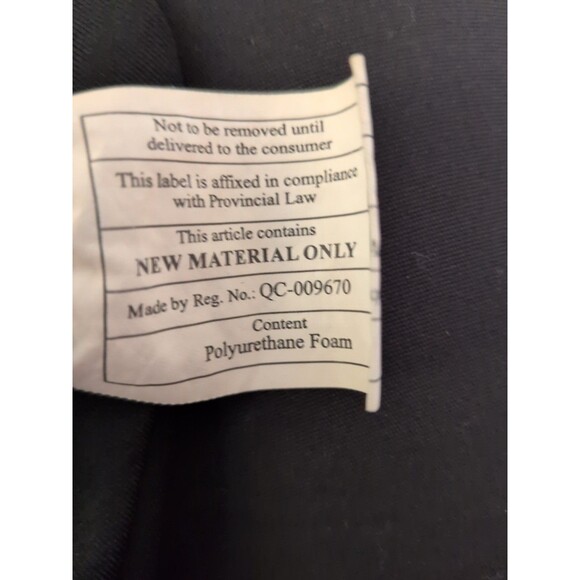 Not to be removed until
delivered to the consumer
This label is affixed in compliance
with Provincial Law
This article contains
NEW MATERIAL ONLY
Made by Reg. No.: QC-009670
Content
Polyurethane Foam